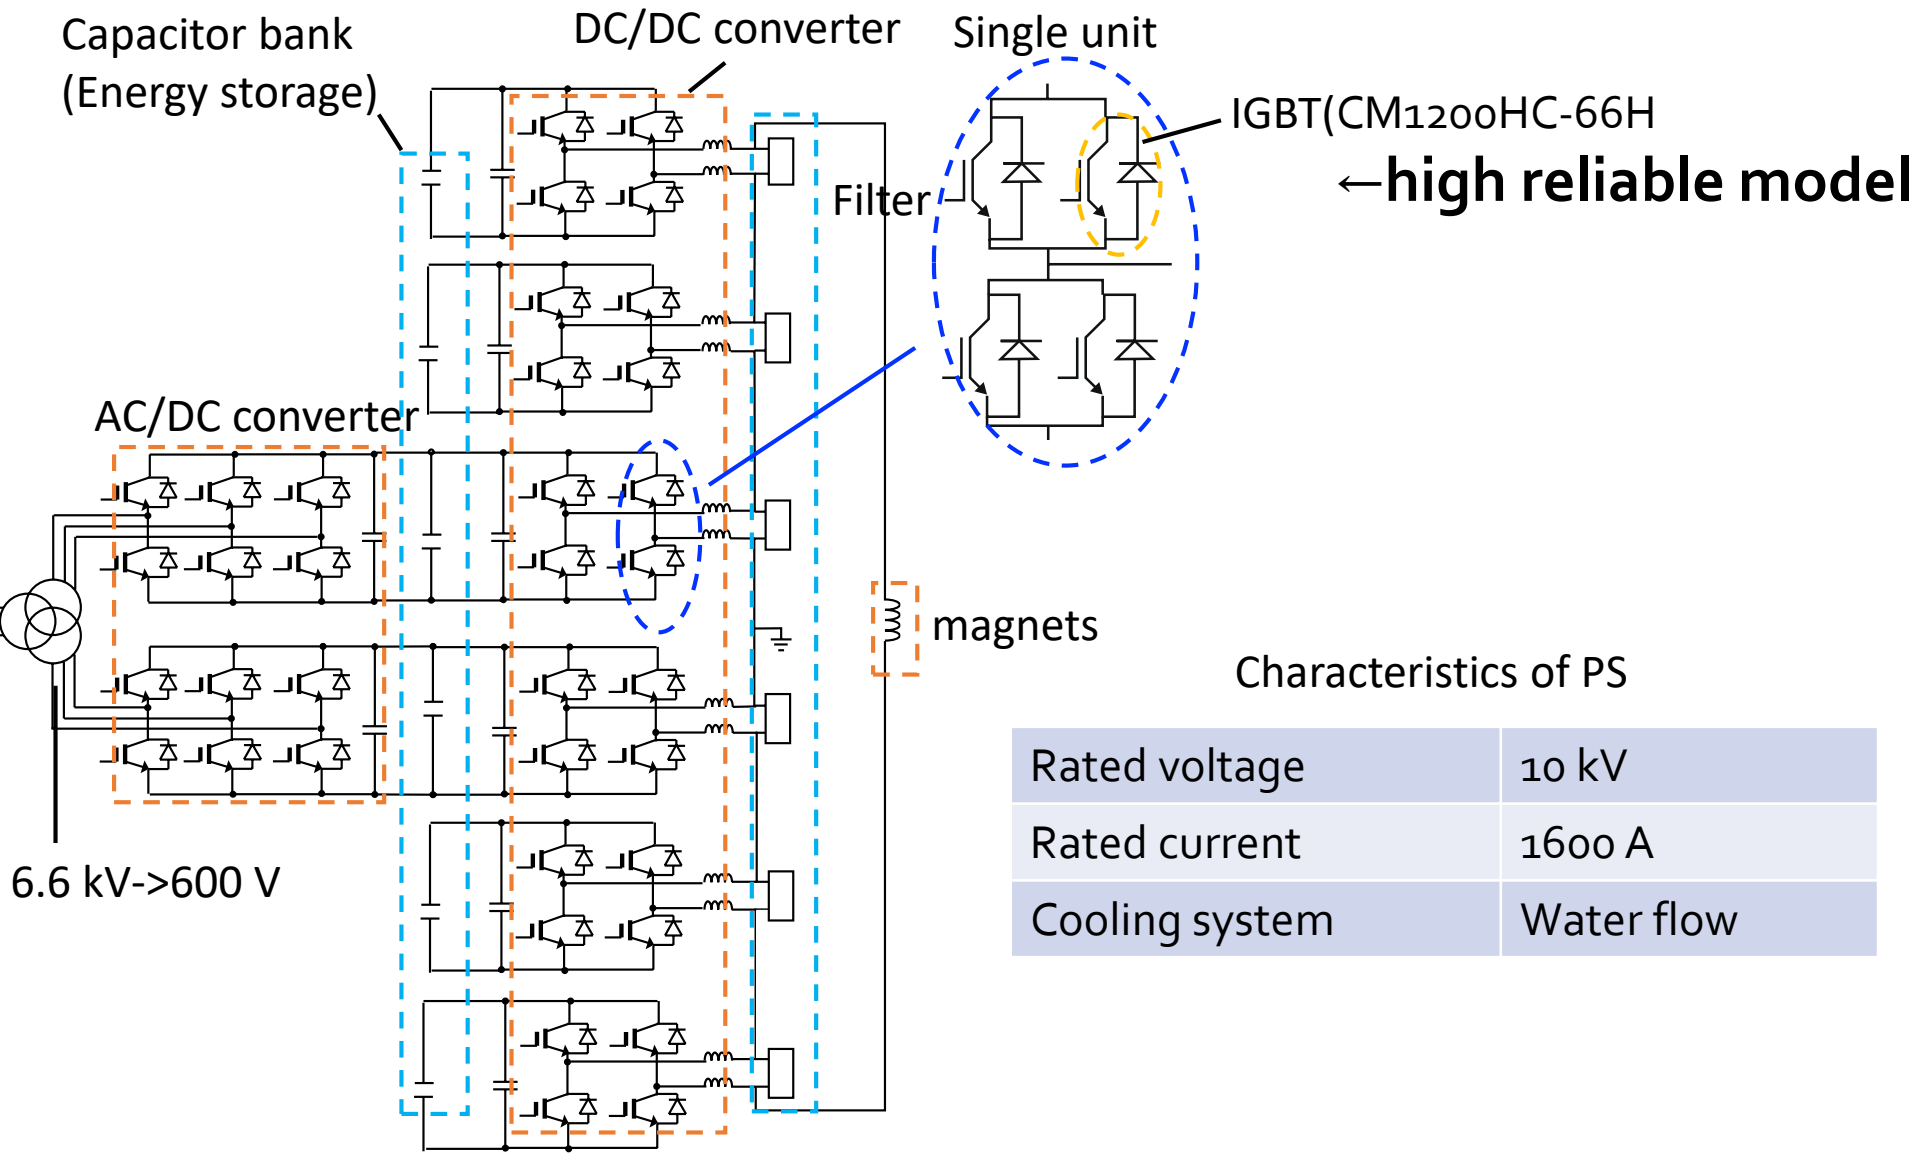 Capacitor bank
(Energy storage)
DC/DC converter
Single unit
IGBT(CM1200HC-66H
←high reliable model
Filter
AC/DC converter
magnets
6.6 kV->600 V
Characteristics of PS
Rated voltage 10 kV
Rated current 1600 A
Cooling system Water flow